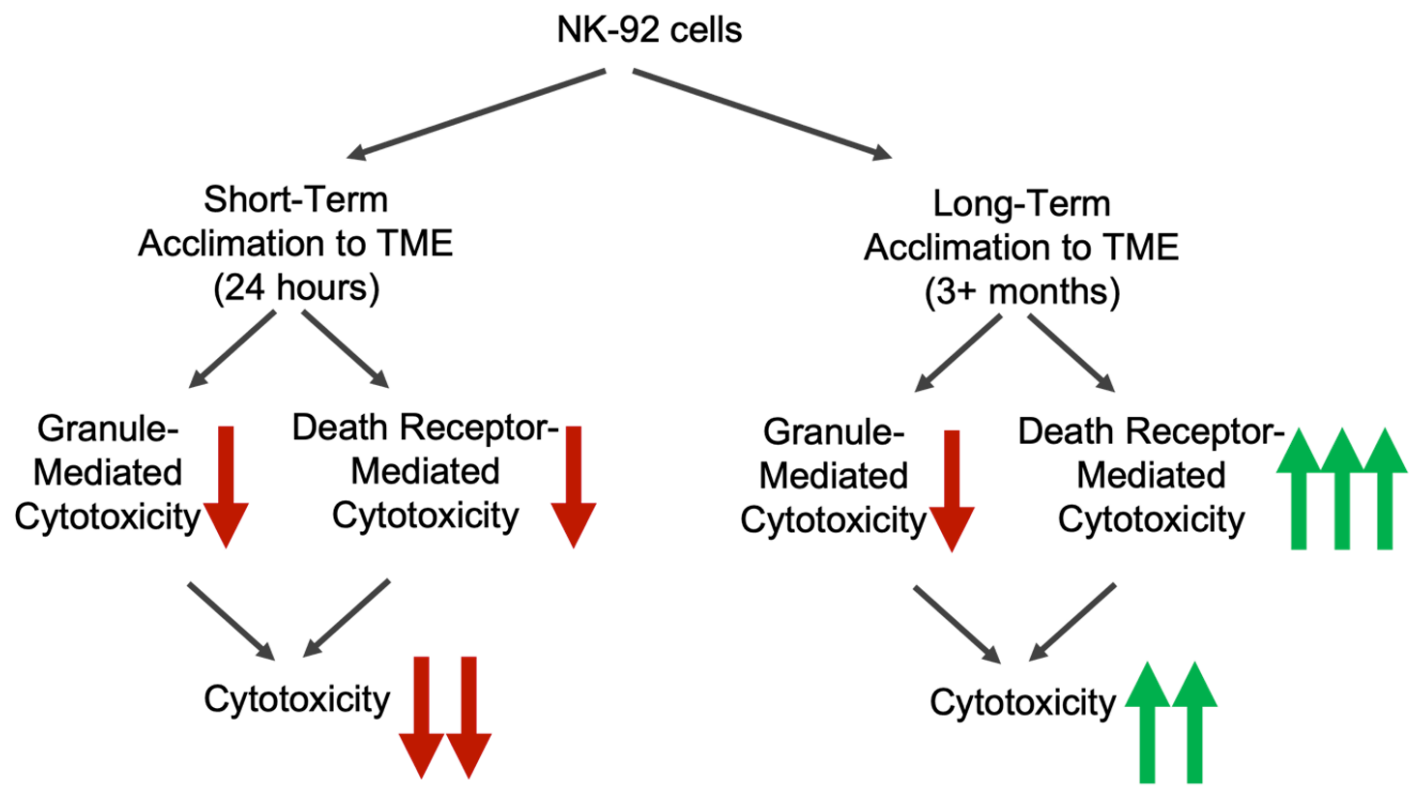 NK-92 cells
Short-Term
Acclimation to TME
(24 hours)
Long-Term
Acclimation to TME
(3+ months)
Granule-
Mediated
Cytotoxicity
Death Receptor-
Mediated
Cytotoxicity
Granule-
Mediated
Cytotoxicity
Death Receptor-
Mediated
Cytotoxicity
Cytotoxicity
Cytotoxicity